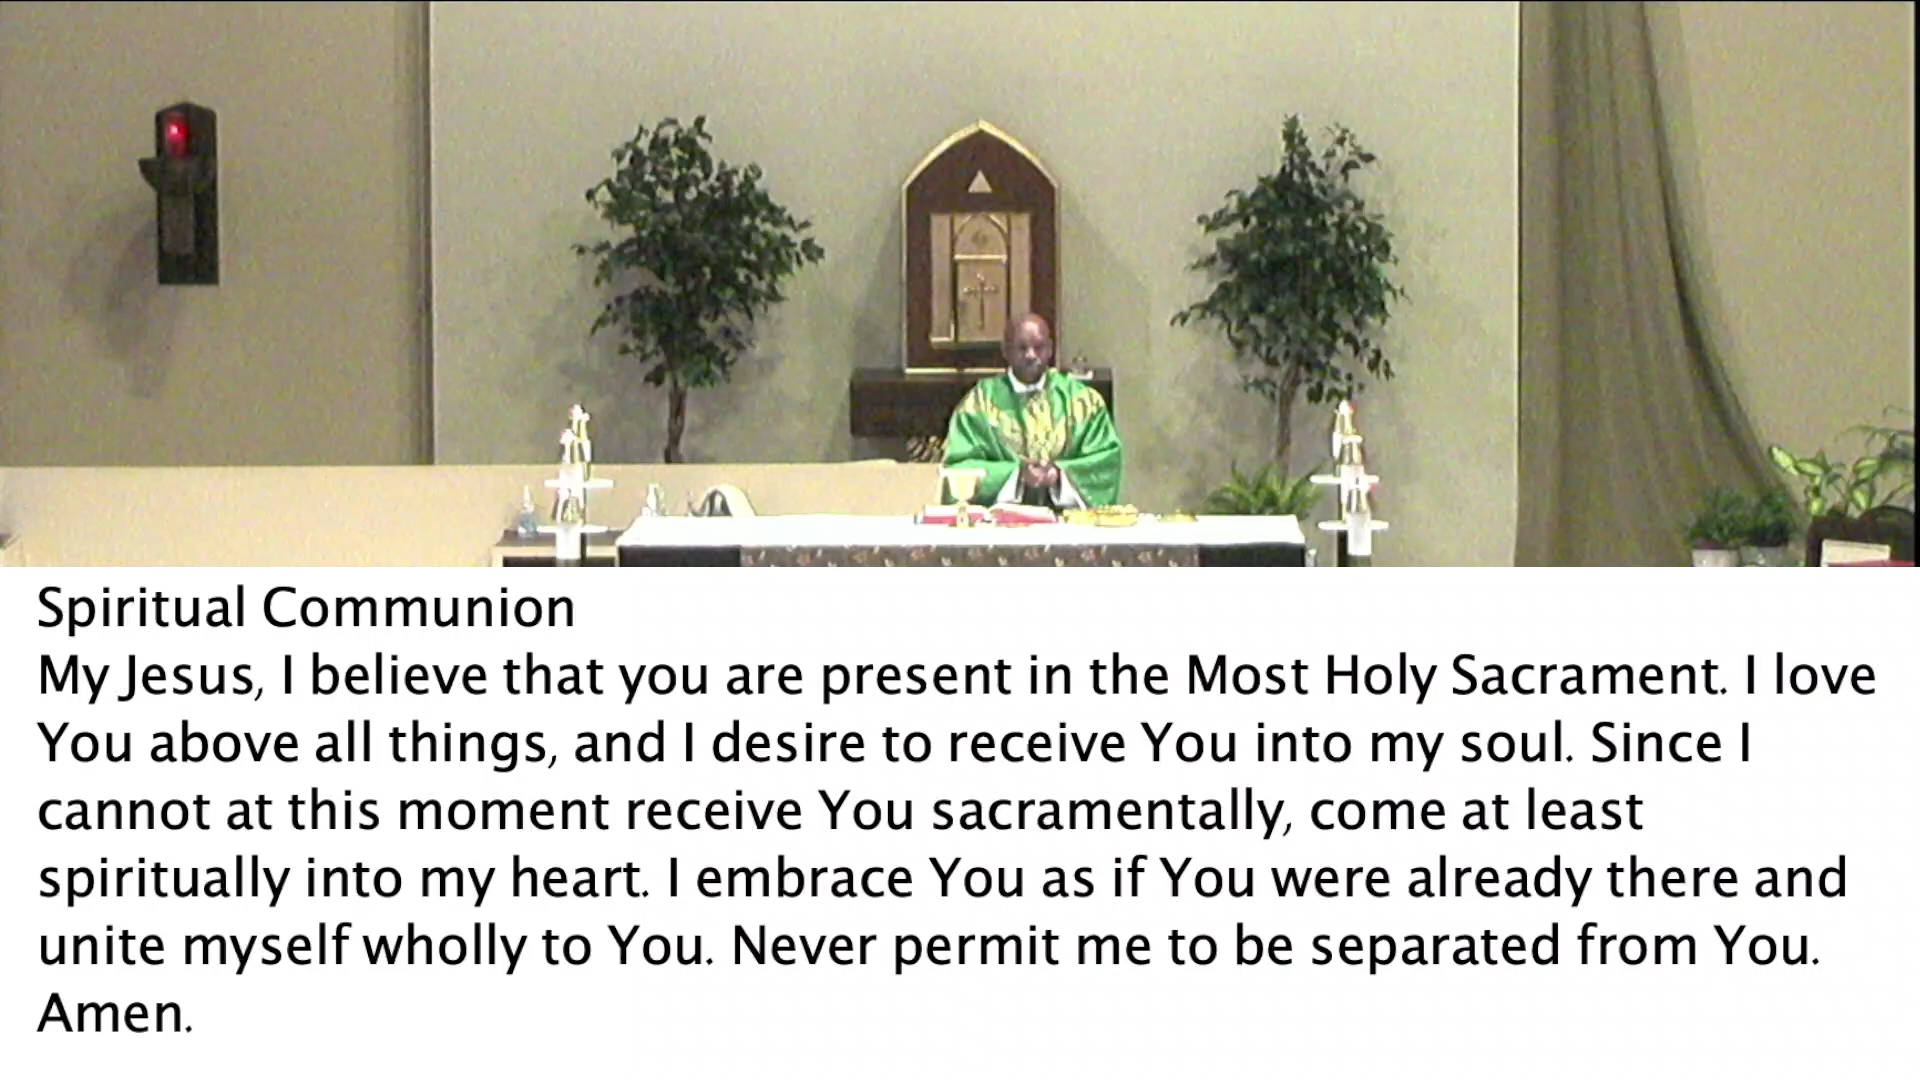 Spiritual Communion
My Jesus, I believe that you are present in the Most Holy Sacrament. I love
You above all things, and I desire to receive You into my soul. Since I
cannot at this moment receive You sacramentally, come at least
spiritually into my heart. I embrace You as if You were already there and
unite myself wholly to You. Never permit me to be separated from You.
Amen.